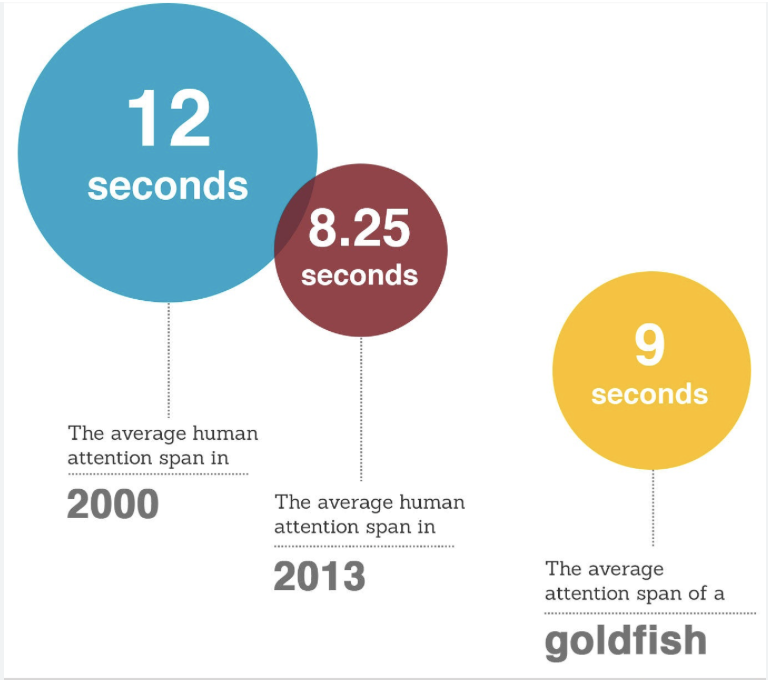 12
seconds
The average human
attention span in
2000
8.25
seconds
The average human
attention span in
2013
9
seconds
The average
attention span of a
goldfish